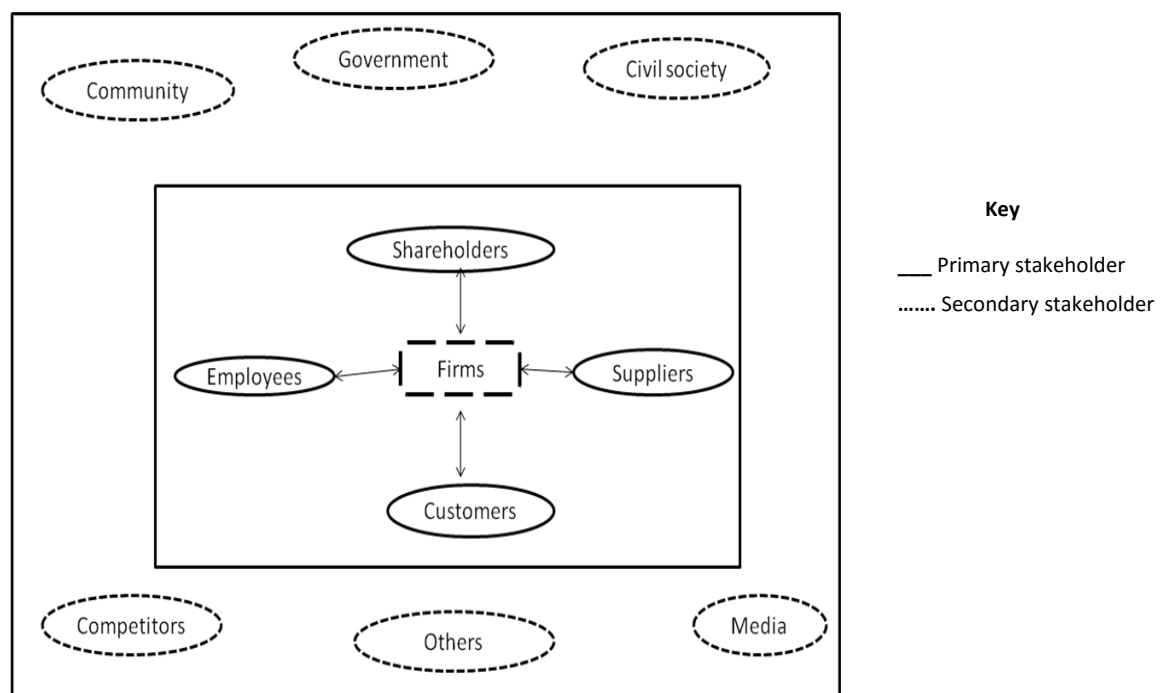 Government
Civil society
Community
Shareholders
Employees
Firms
Suppliers
Customers
Competitors
Others
Media
Key
___ Primary stakeholder
……. Secondary stakeholder